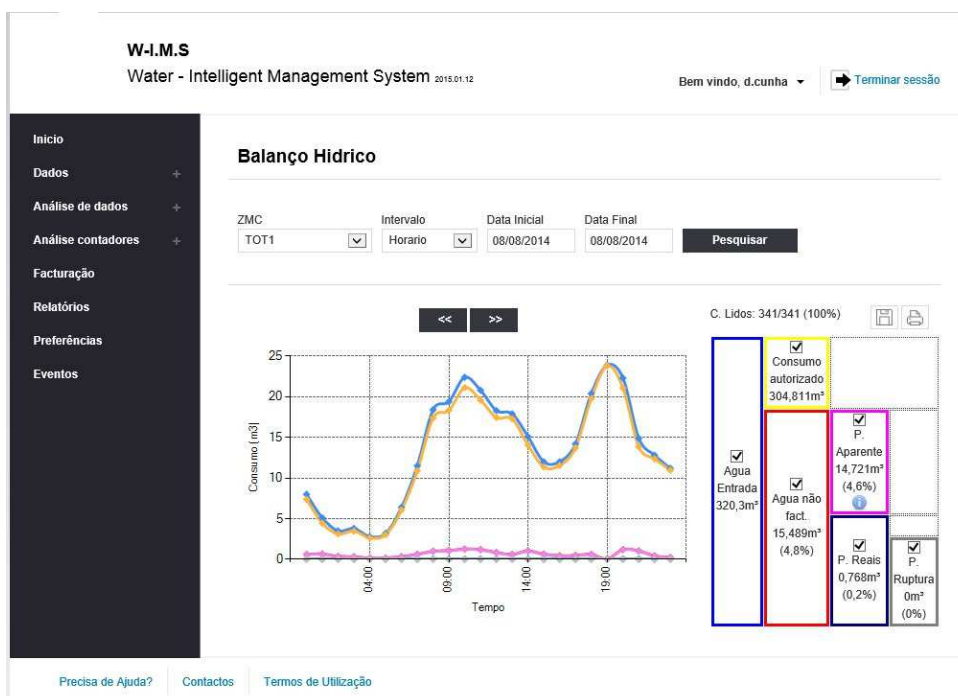 W-I.M.S
Water - Intelligent Management System 2015.01.12
Bem vindo, d.cunha
Terminar sessão
Inicio
Dados +
Análise de dados +
Análise contadores +
Facturação
Relatórios
Preferências
Eventos
Balanço Hidrico
ZMC Intervalo Data Inicial Data Final
TOT1 Horario 08/08/2014 08/08/2014 Pesquisar
<< >>
C. Lidos: 341/341 (100%)
25
20
15
10
5
0
Consumo [m3]
04:00 09:00 14:00 19:00
Tempo
Agua
Entrada
320,3m³
Consumo
autorizado
304,811m³
Agua não
fact.
15,489m³
(4,8%)
P.
Aparente
14,721m³
(4,6%)
i
P. Reais
0,768m³
(0,2%)
P.
Ruptura
0m³
(0%)
Precisa de Ajuda? Contactos Termos de Utilização